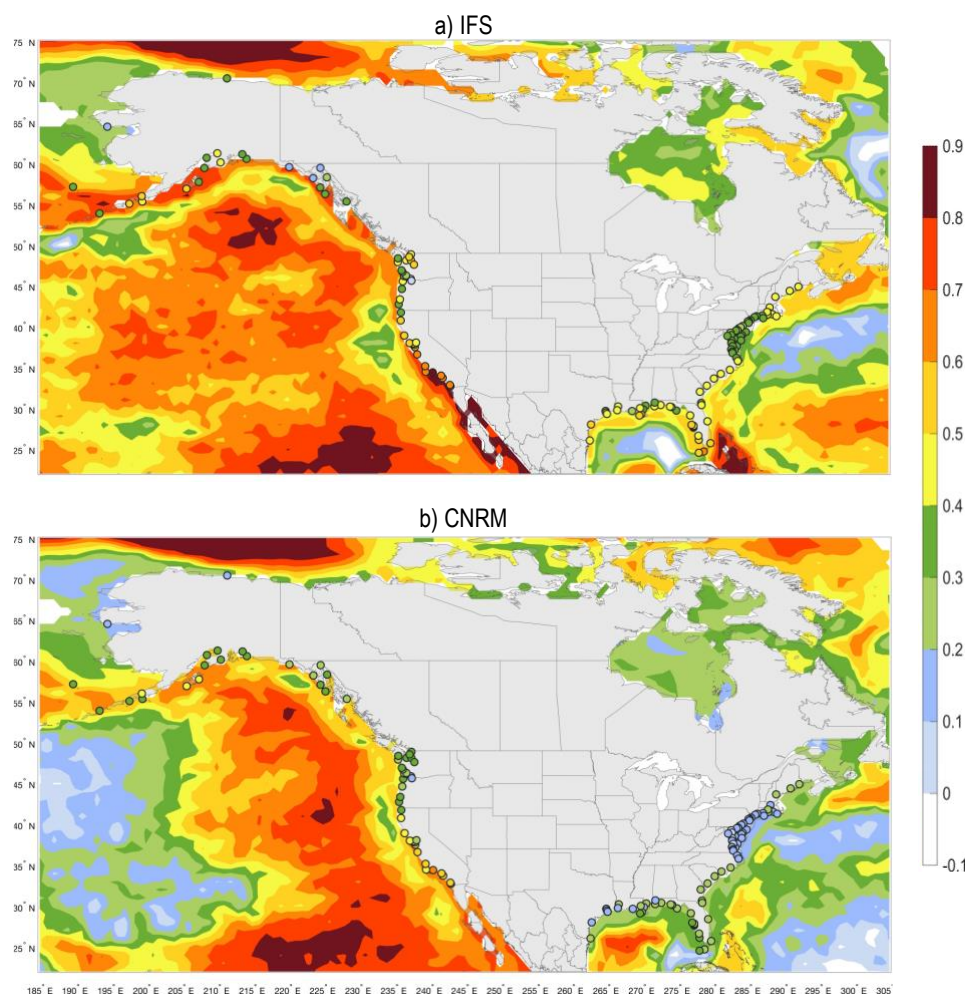 a) IFS
75 N
70 N
65 N
60 N
55 N
50 N
45 N
40 N
35 N
30 N
25 N
b) CNRM
75 N
70 N
65 N
60 N
55 N
50 N
45 N
40 N
35 N
30 N
25 N
185° E 190° E 195° E 200° E 205° E 210° E 215° E 220° E 225° E 230° E 235° E 240° E 245° E 250° E 255° E 260° E 265° E 270° E 275° E 280° E 285° E 290° E 295° E 300° E 305
0.9
0.8
0.7
0.6
0.5
0.4
0.3
0.2
0.1
0
-0.1